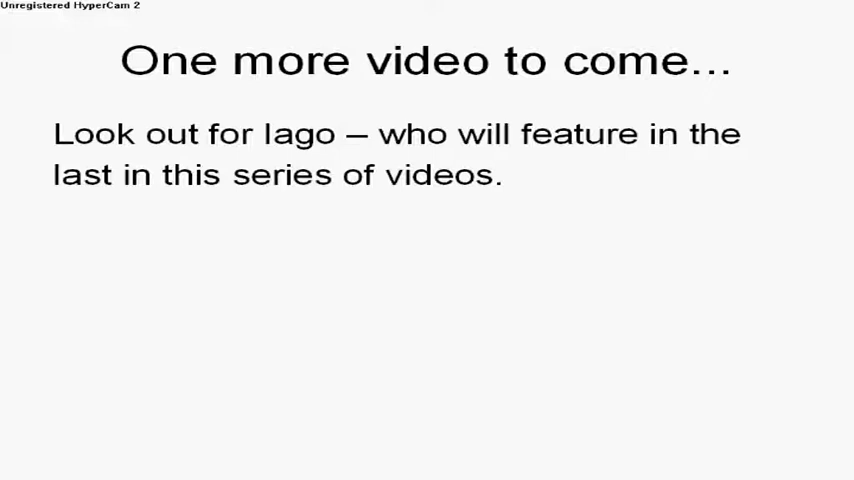 Unregistered HyperCam 2
One more video to come...
Look out for Iago – who will feature in the
last in this series of videos.